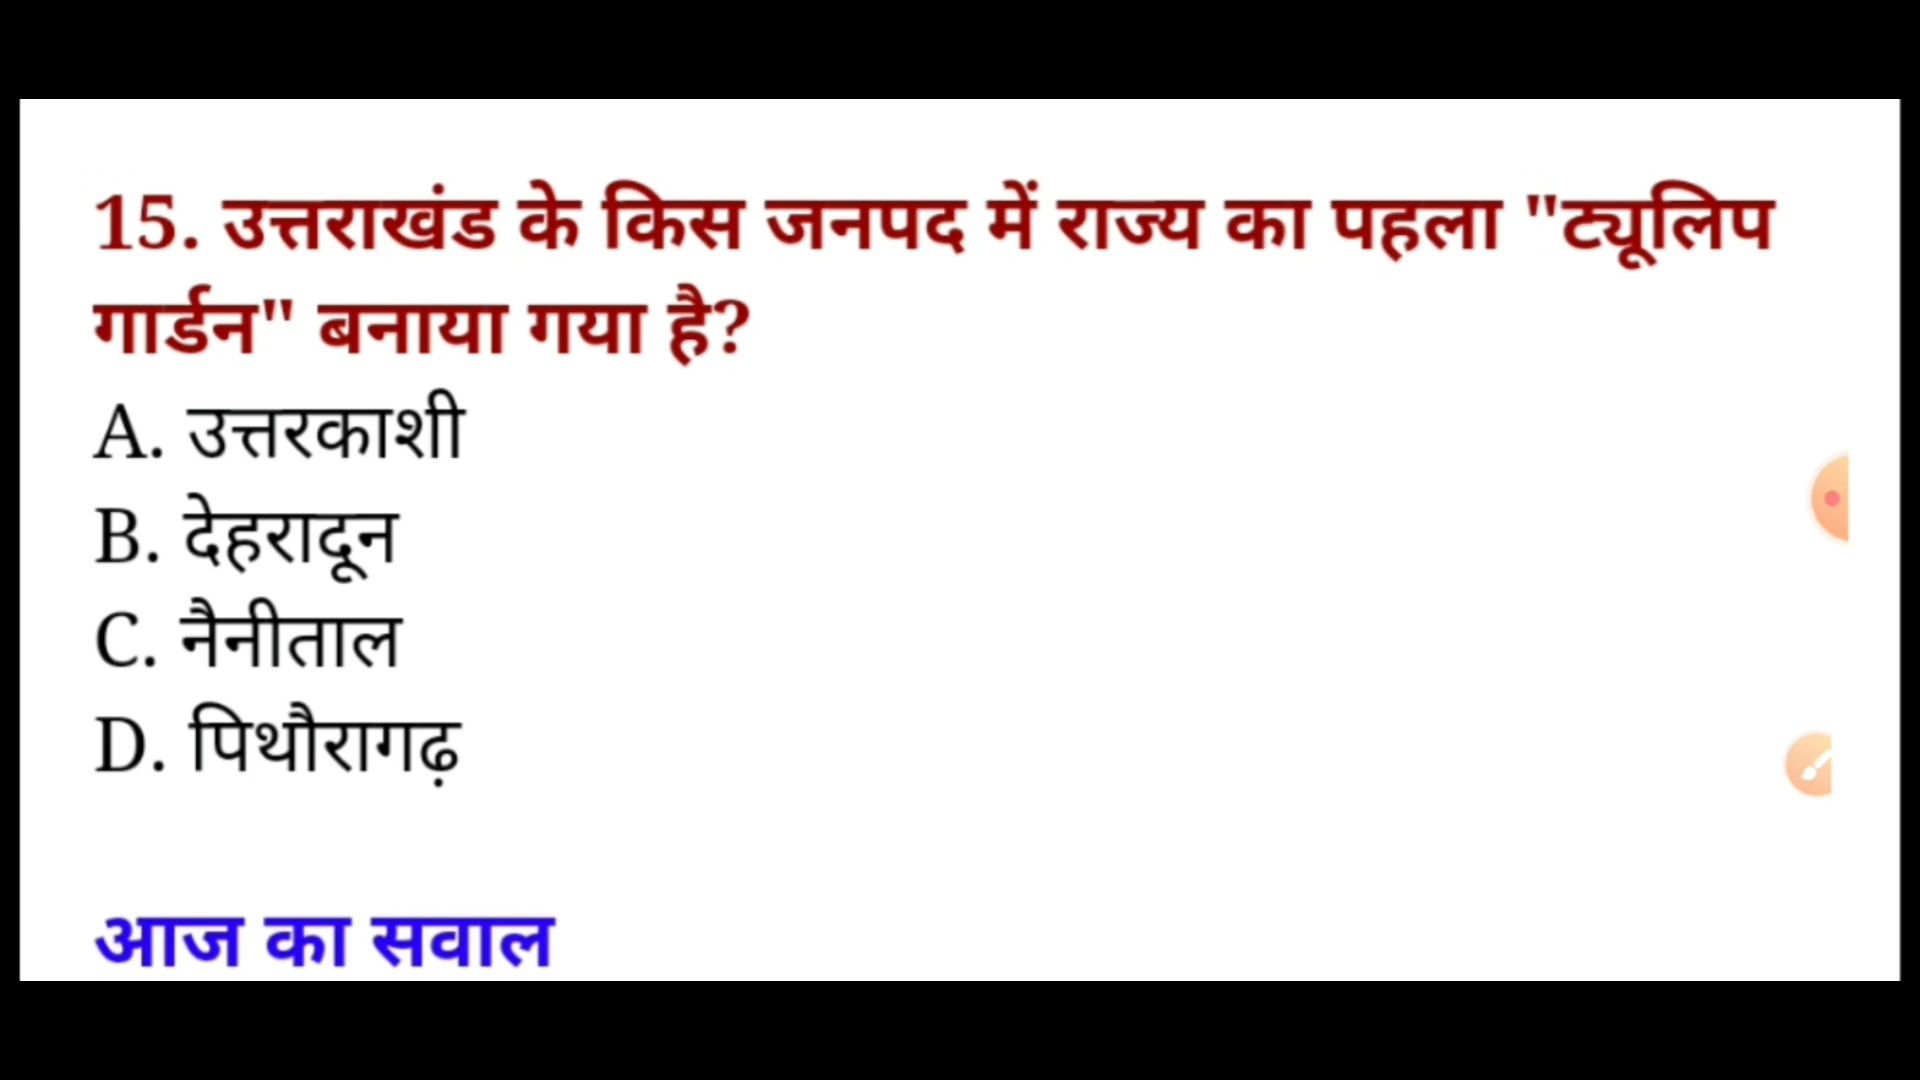 15. उत्तराखंड के किस जनपद में राज्य का पहला "ट्यूलिप
गार्डन" बनाया गया है?
A. उत्तरकाशी
B. देहरादून
C. नैनीताल
D. पिथौरागढ़
आज का सवाल